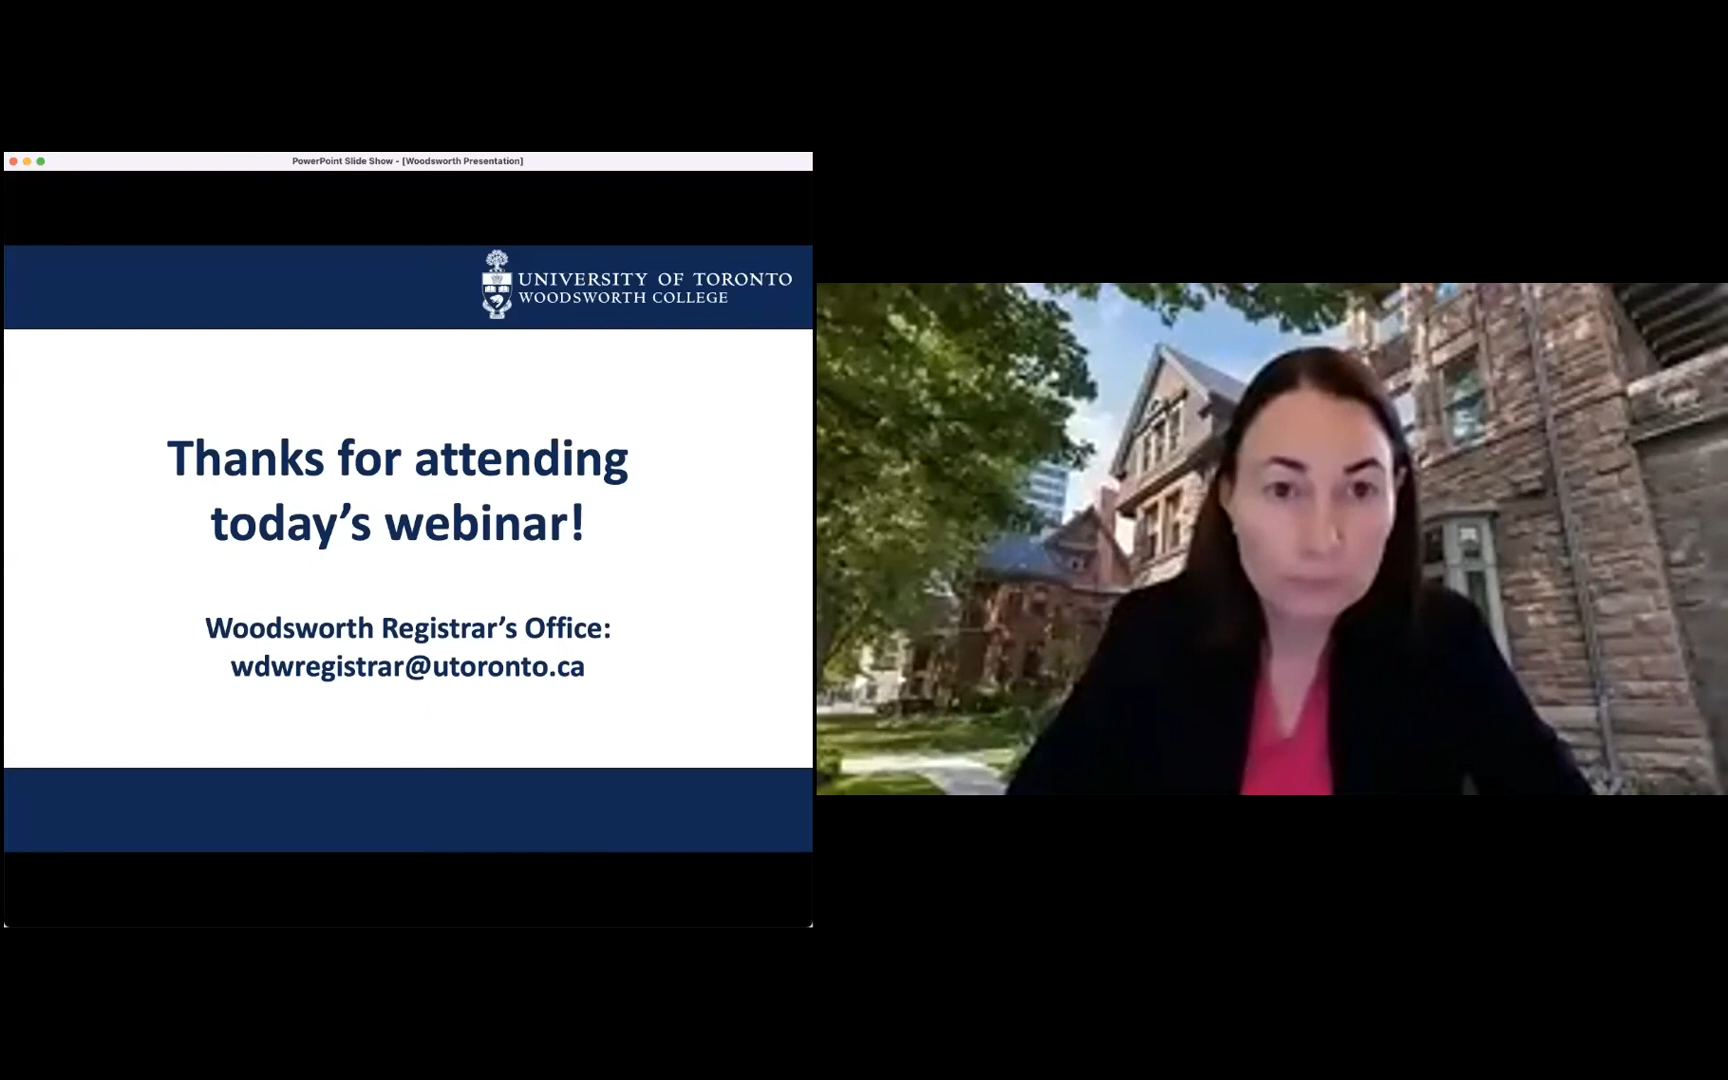 PowerPoint Slide Show - [Woodsworth Presentation]
UNIVERSITY OF TORONTO
WOODSWORTH COLLEGE
Thanks for attending
today’s webinar!
Woodsworth Registrar’s Office:
wdwregistrar@utoronto.ca